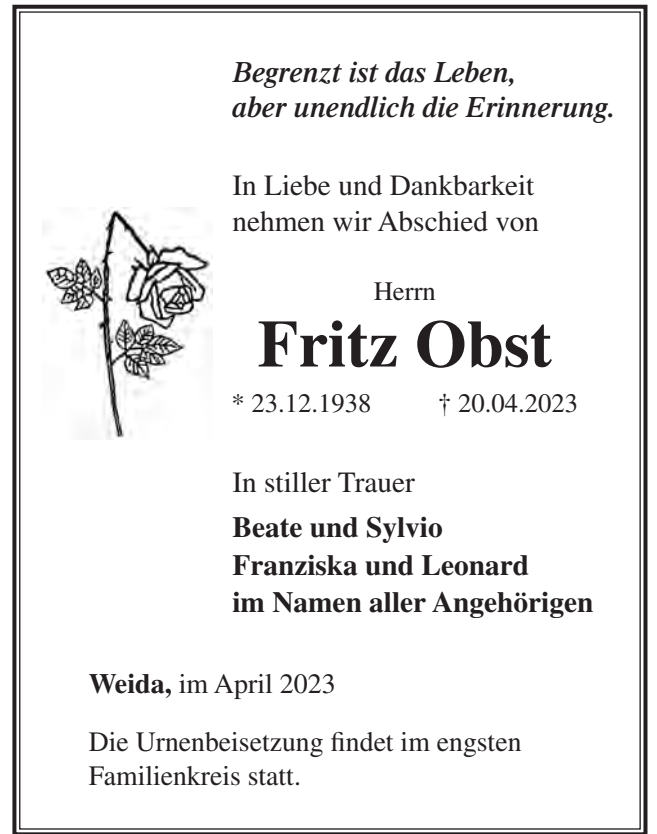 Begrenzt ist das Leben,
aber unendlich die Erinnerung.
In Liebe und Dankbarkeit
nehmen wir Abschied von
Herrn
Fritz Obst
* 23.12.1938 † 20.04.2023
In stiller Trauer
Beate und Sylvio
Franziska und Leonard
im Namen aller Angehörigen
Weida, im April 2023
Die Urnenbeisetzung findet im engsten
Familienkreis statt.